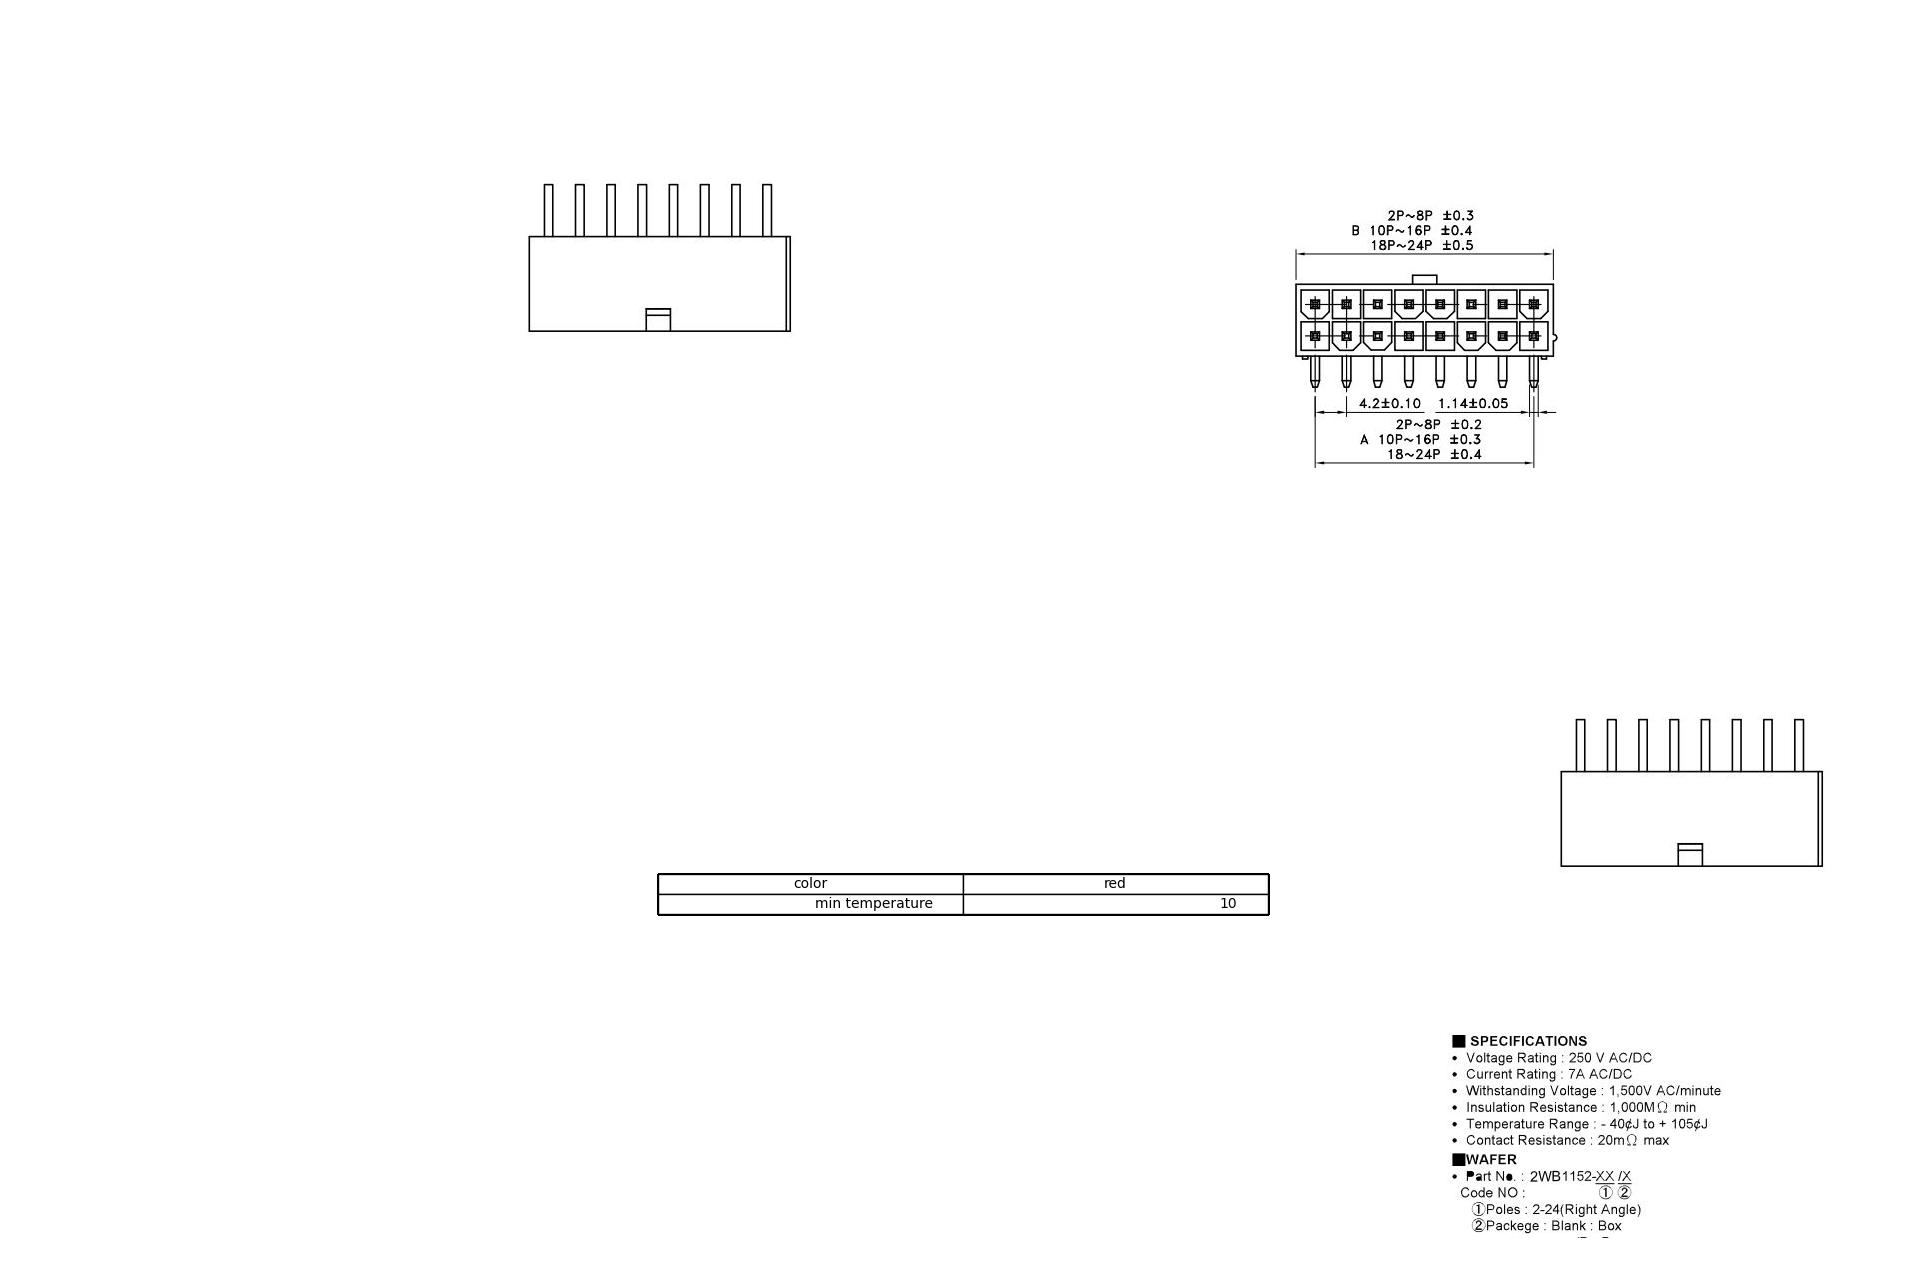 2P~8P ±0.3
B 10P~16P ±0.4
18P~24P ±0.5
4.2±0.10 1.14±0.05
2P~8P ±0.2
A 10P~16P ±0.3
18~24P ±0.4
color red
min temperature 10
■ SPECIFICATIONS
• Voltage Rating : 250 V AC/DC
• Current Rating : 7A AC/DC
• Withstanding Voltage : 1,500V AC/minute
• Insulation Resistance : 1,000MΩ min
• Temperature Range : - 40¢J to + 105¢J
• Contact Resistance : 20mΩ max
■WAFER
• Part No. : 2WB1152-XX /X
Code NO : ① ②
①Poles : 2-24(Right Angle)
②Packege : Blank : Box